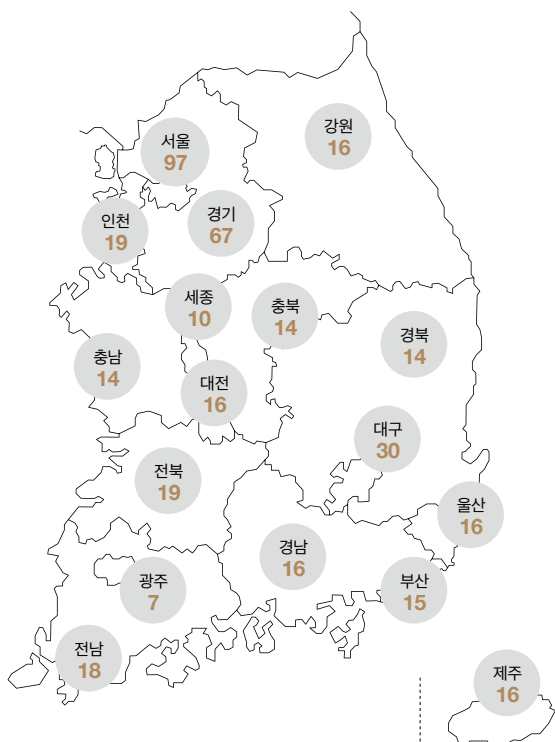 강원
16
서울
97
경기
67
인천
19
세종
10
충북
14
경북
14
충남
14
대전
16
대구
30
전북
19
울산
16
경남
16
광주
7
부산
15
전남
18
제주
16